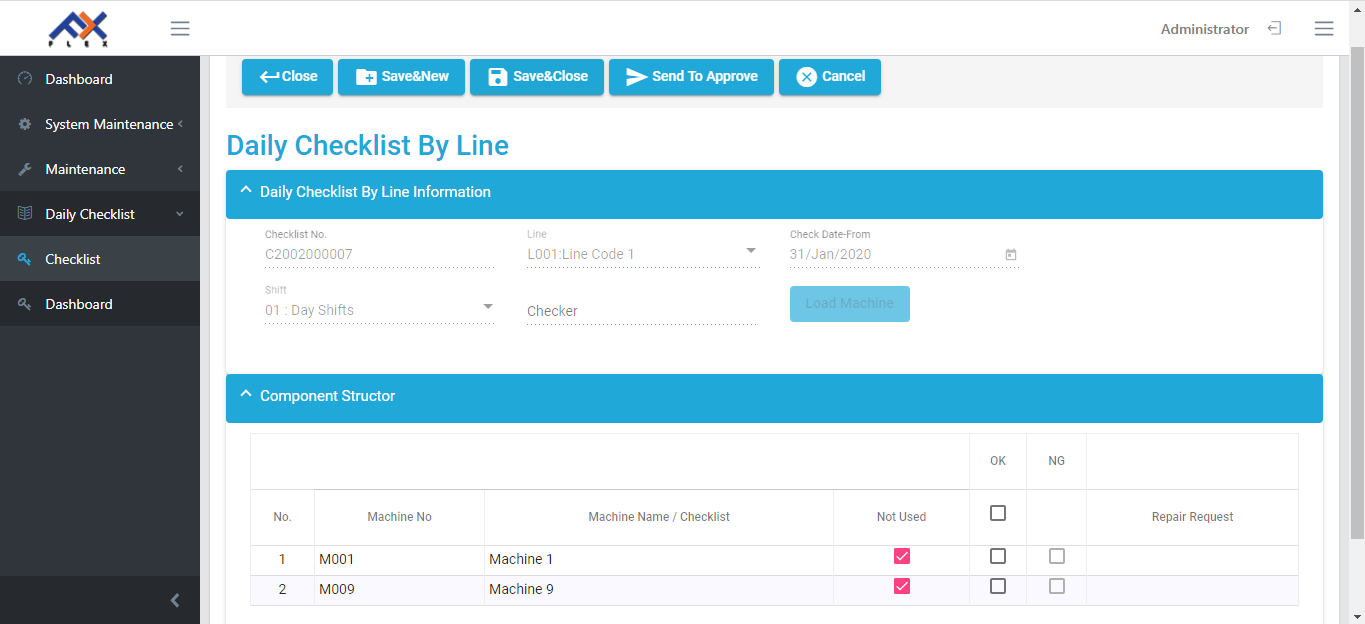 FLEX
Administrator
Close
Save&New
Save&Close
Send To Approve
Cancel
Dashboard
System Maintenance
Maintenance
Daily Checklist
Checklist
Dashboard
Daily Checklist By Line
Daily Checklist By Line Information
Checklist No.
C2002000007
Line
L001:Line Code 1
Check Date-From
31/Jan/2020
Shift
01 : Day Shifts
Checker
Load Machine
Component Structor
OK NG
No. Machine No Machine Name / Checklist Not Used Repair Request
1 M001 Machine 1
2 M009 Machine 9